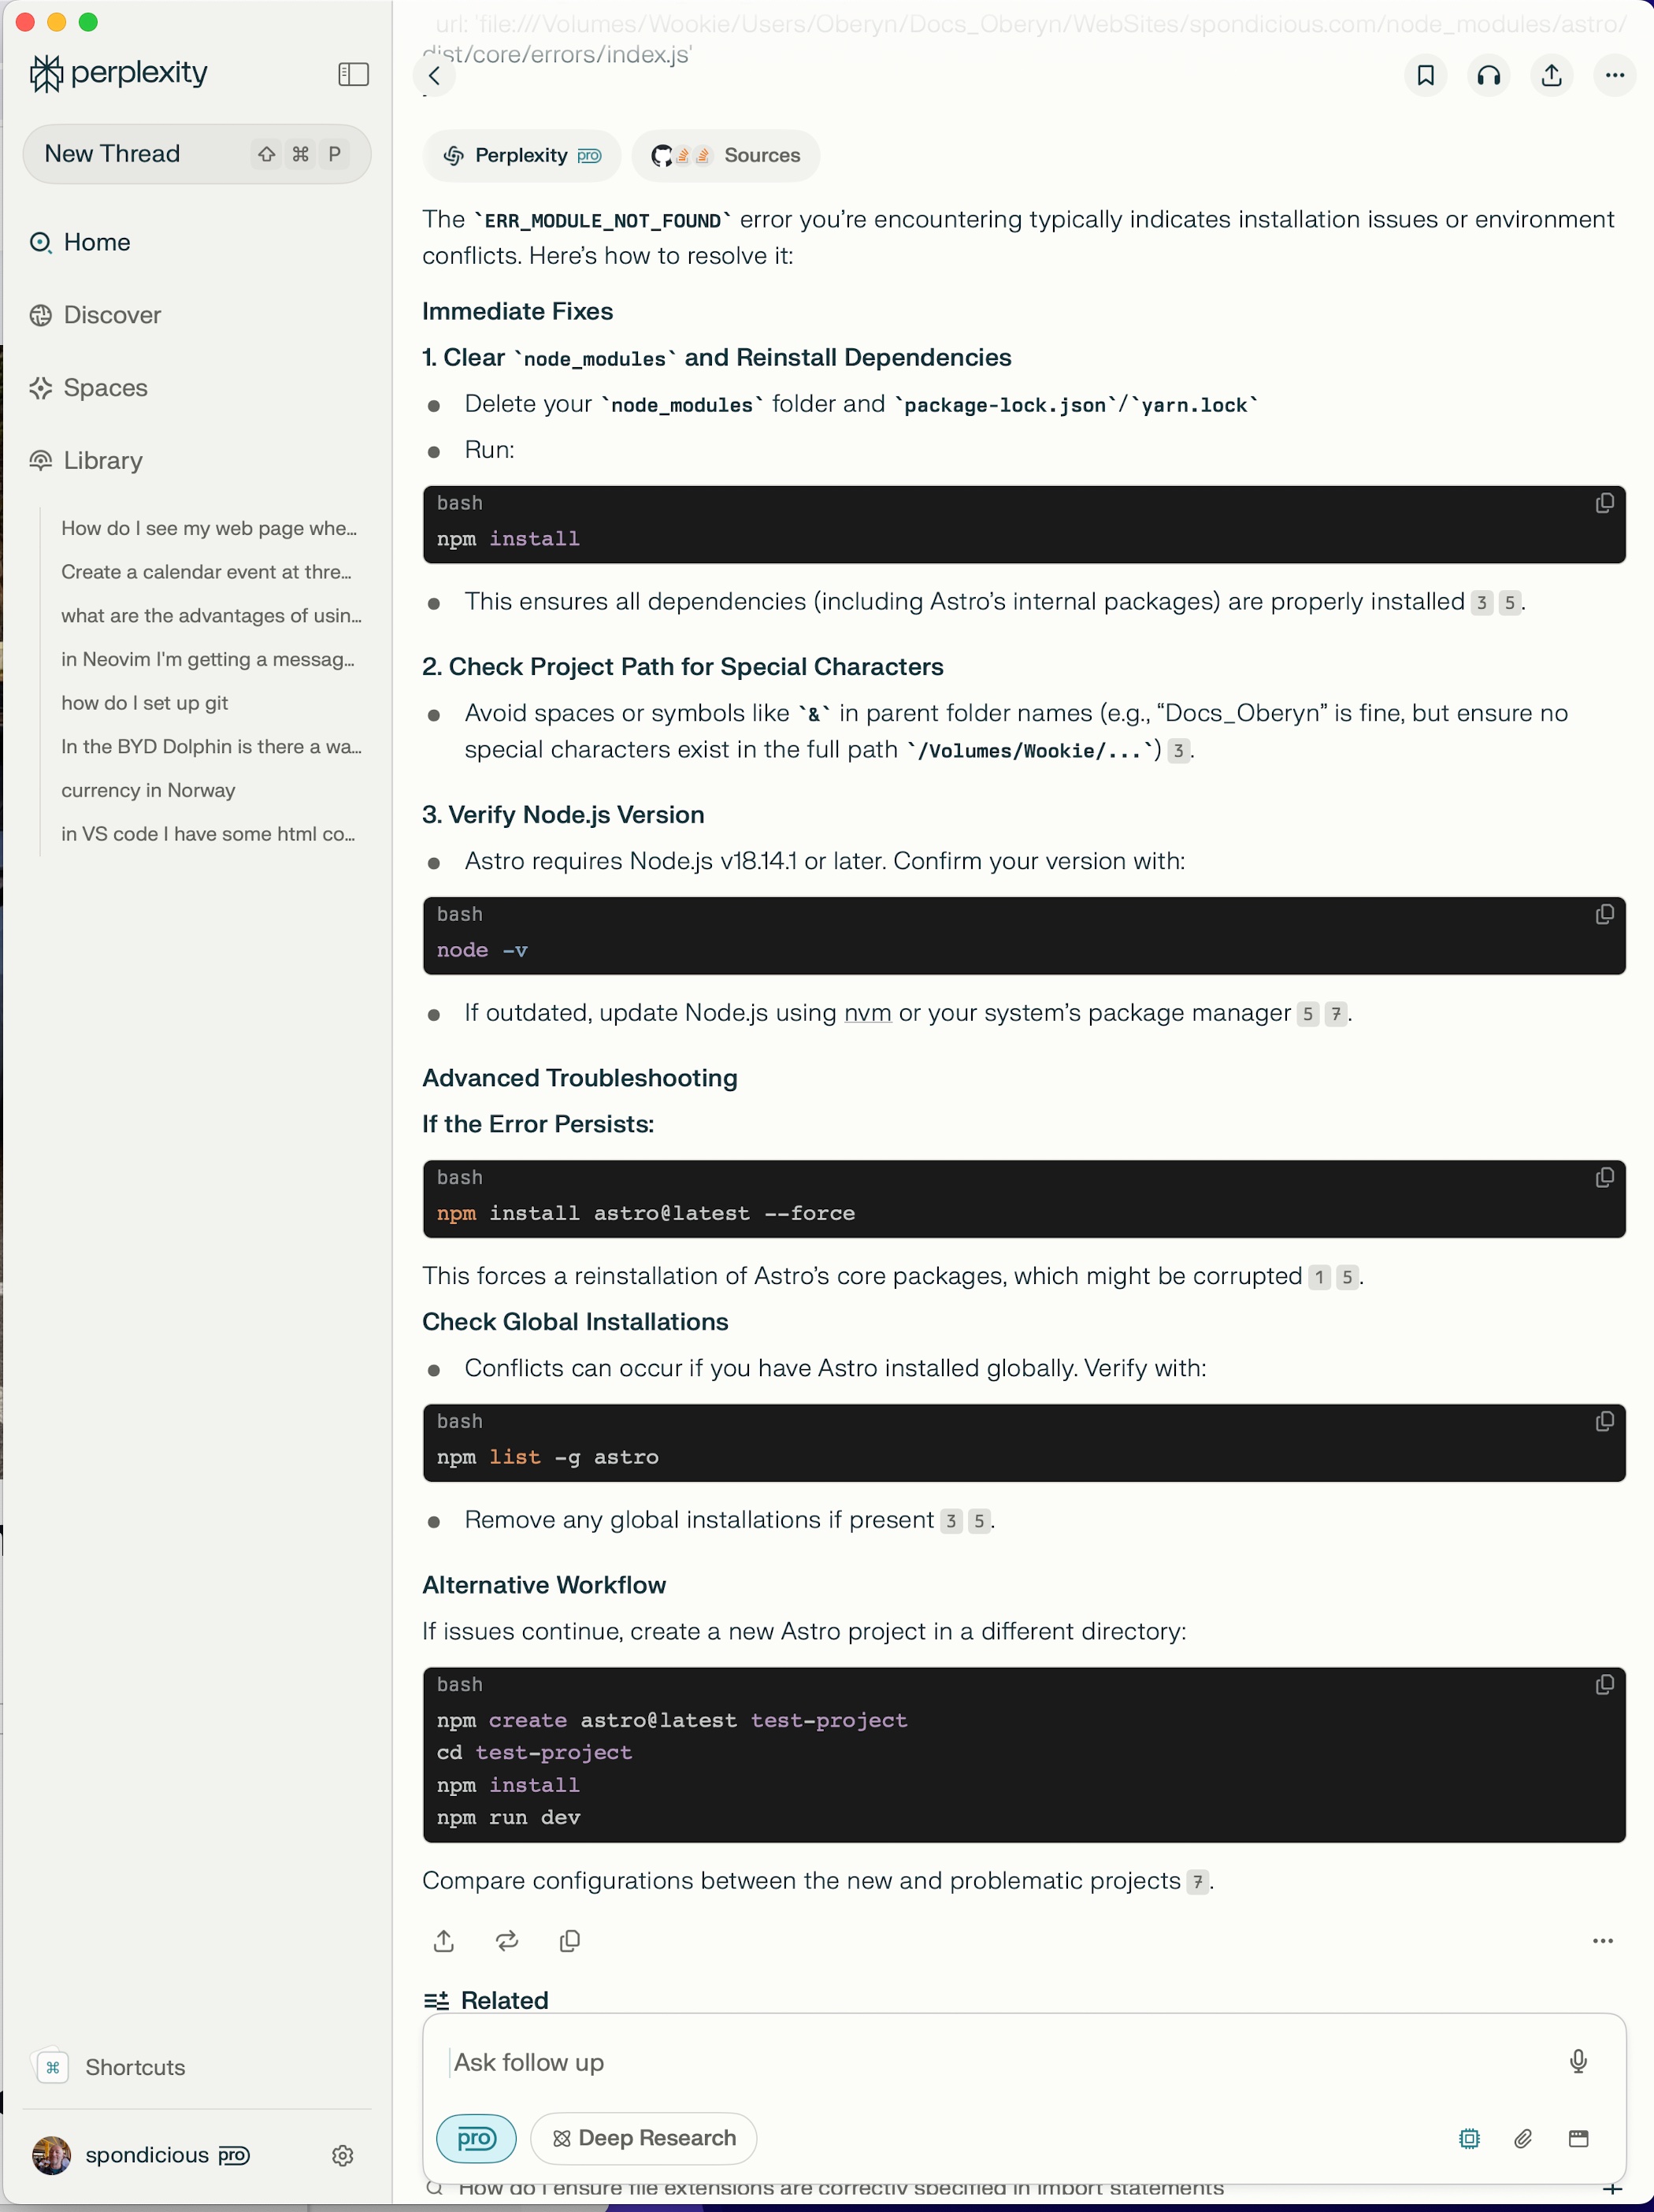 perplexity
New Thread ⇧ ⌘ P
Home
Discover
Spaces
Library
How do I see my web page whe...
Create a calendar event at thre...
what are the advantages of usin...
in Neovim I'm getting a messag...
how do I set up git
In the BYD Dolphin is there a wa...
currency in Norway
in VS code I have some html co...
⌘ Shortcuts
spondicious pro
url: 'file:///Volumes/Wookie/Users/Oberyn/Docs_Oberyn/WebSites/spondicious.com/node_modules/astro/
dist/core/errors/index.js'
Perplexity pro Sources
The `ERR_MODULE_NOT_FOUND` error you’re encountering typically indicates installation issues or environment
conflicts. Here’s how to resolve it:
Immediate Fixes
1. Clear `node_modules` and Reinstall Dependencies
● Delete your `node_modules` folder and `package-lock.json`/`yarn.lock`
● Run:
bash
npm install
● This ensures all dependencies (including Astro’s internal packages) are properly installed 3 5.
2. Check Project Path for Special Characters
● Avoid spaces or symbols like `&` in parent folder names (e.g., “Docs_Oberyn” is fine, but ensure no
special characters exist in the full path `/Volumes/Wookie/...`) 3.
3. Verify Node.js Version
● Astro requires Node.js v18.14.1 or later. Confirm your version with:
bash
node -v
● If outdated, update Node.js using nvm or your system’s package manager 5 7.
Advanced Troubleshooting
If the Error Persists:
bash
npm install astro@latest --force
This forces a reinstallation of Astro’s core packages, which might be corrupted 1 5.
Check Global Installations
● Conflicts can occur if you have Astro installed globally. Verify with:
bash
npm list -g astro
● Remove any global installations if present 3 5.
Alternative Workflow
If issues continue, create a new Astro project in a different directory:
bash
npm create astro@latest test-project
cd test-project
npm install
npm run dev
Compare configurations between the new and problematic projects 7.
Related
Ask follow up
pro Deep Research
How do I ensure file extensions are correctly specified in import statements